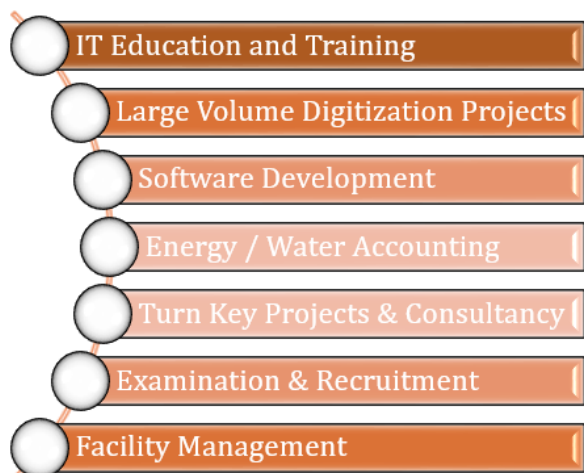 IT Education and Training
Large Volume Digitization Projects
Software Development
Energy / Water Accounting
Turn Key Projects & Consultancy
Examination & Recruitment
Facility Management